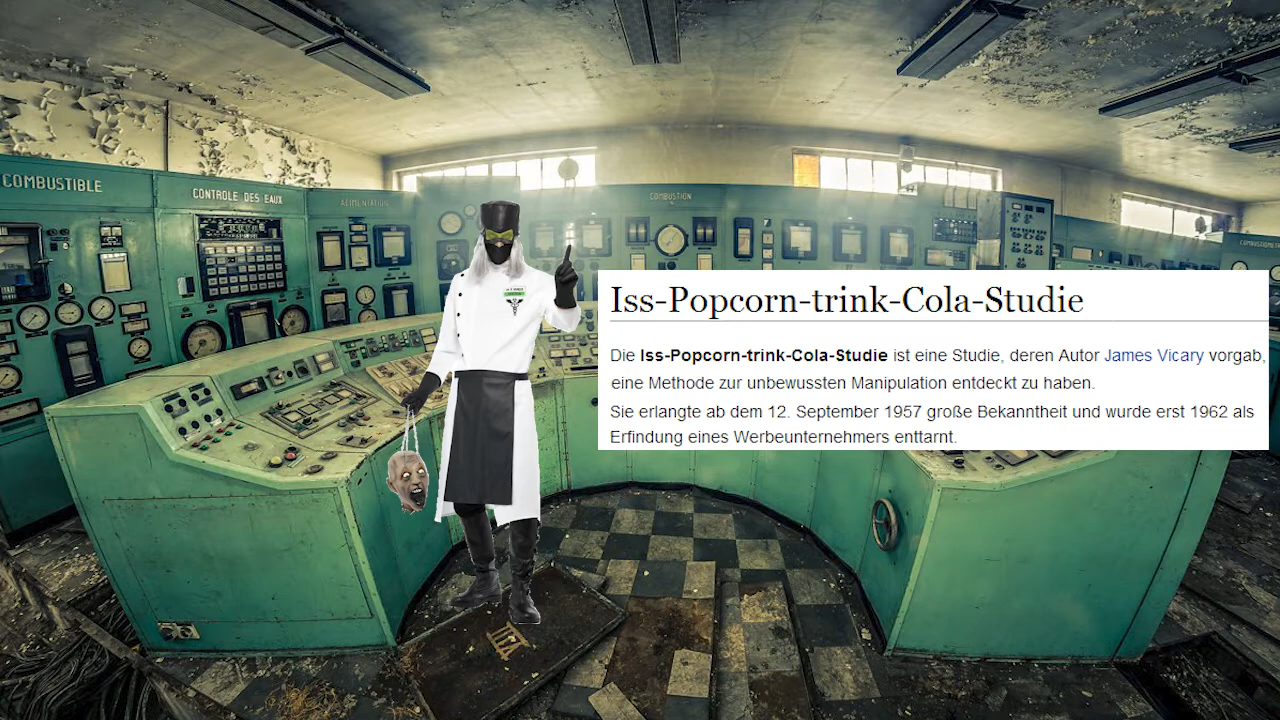 COMBUSTIBLE
CONTROLE DES EAUX
ALIMENTATION
COMBUSTION
Iss-Popcorn-trink-Cola-Studie
Die Iss-Popcorn-trink-Cola-Studie ist eine Studie, deren Autor James Vicary vorgab,
eine Methode zur unbewussten Manipulation entdeckt zu haben.
Sie erlangte ab dem 12. September 1957 große Bekanntheit und wurde erst 1962 als
Erfindung eines Werbeunternehmers enttarnt.